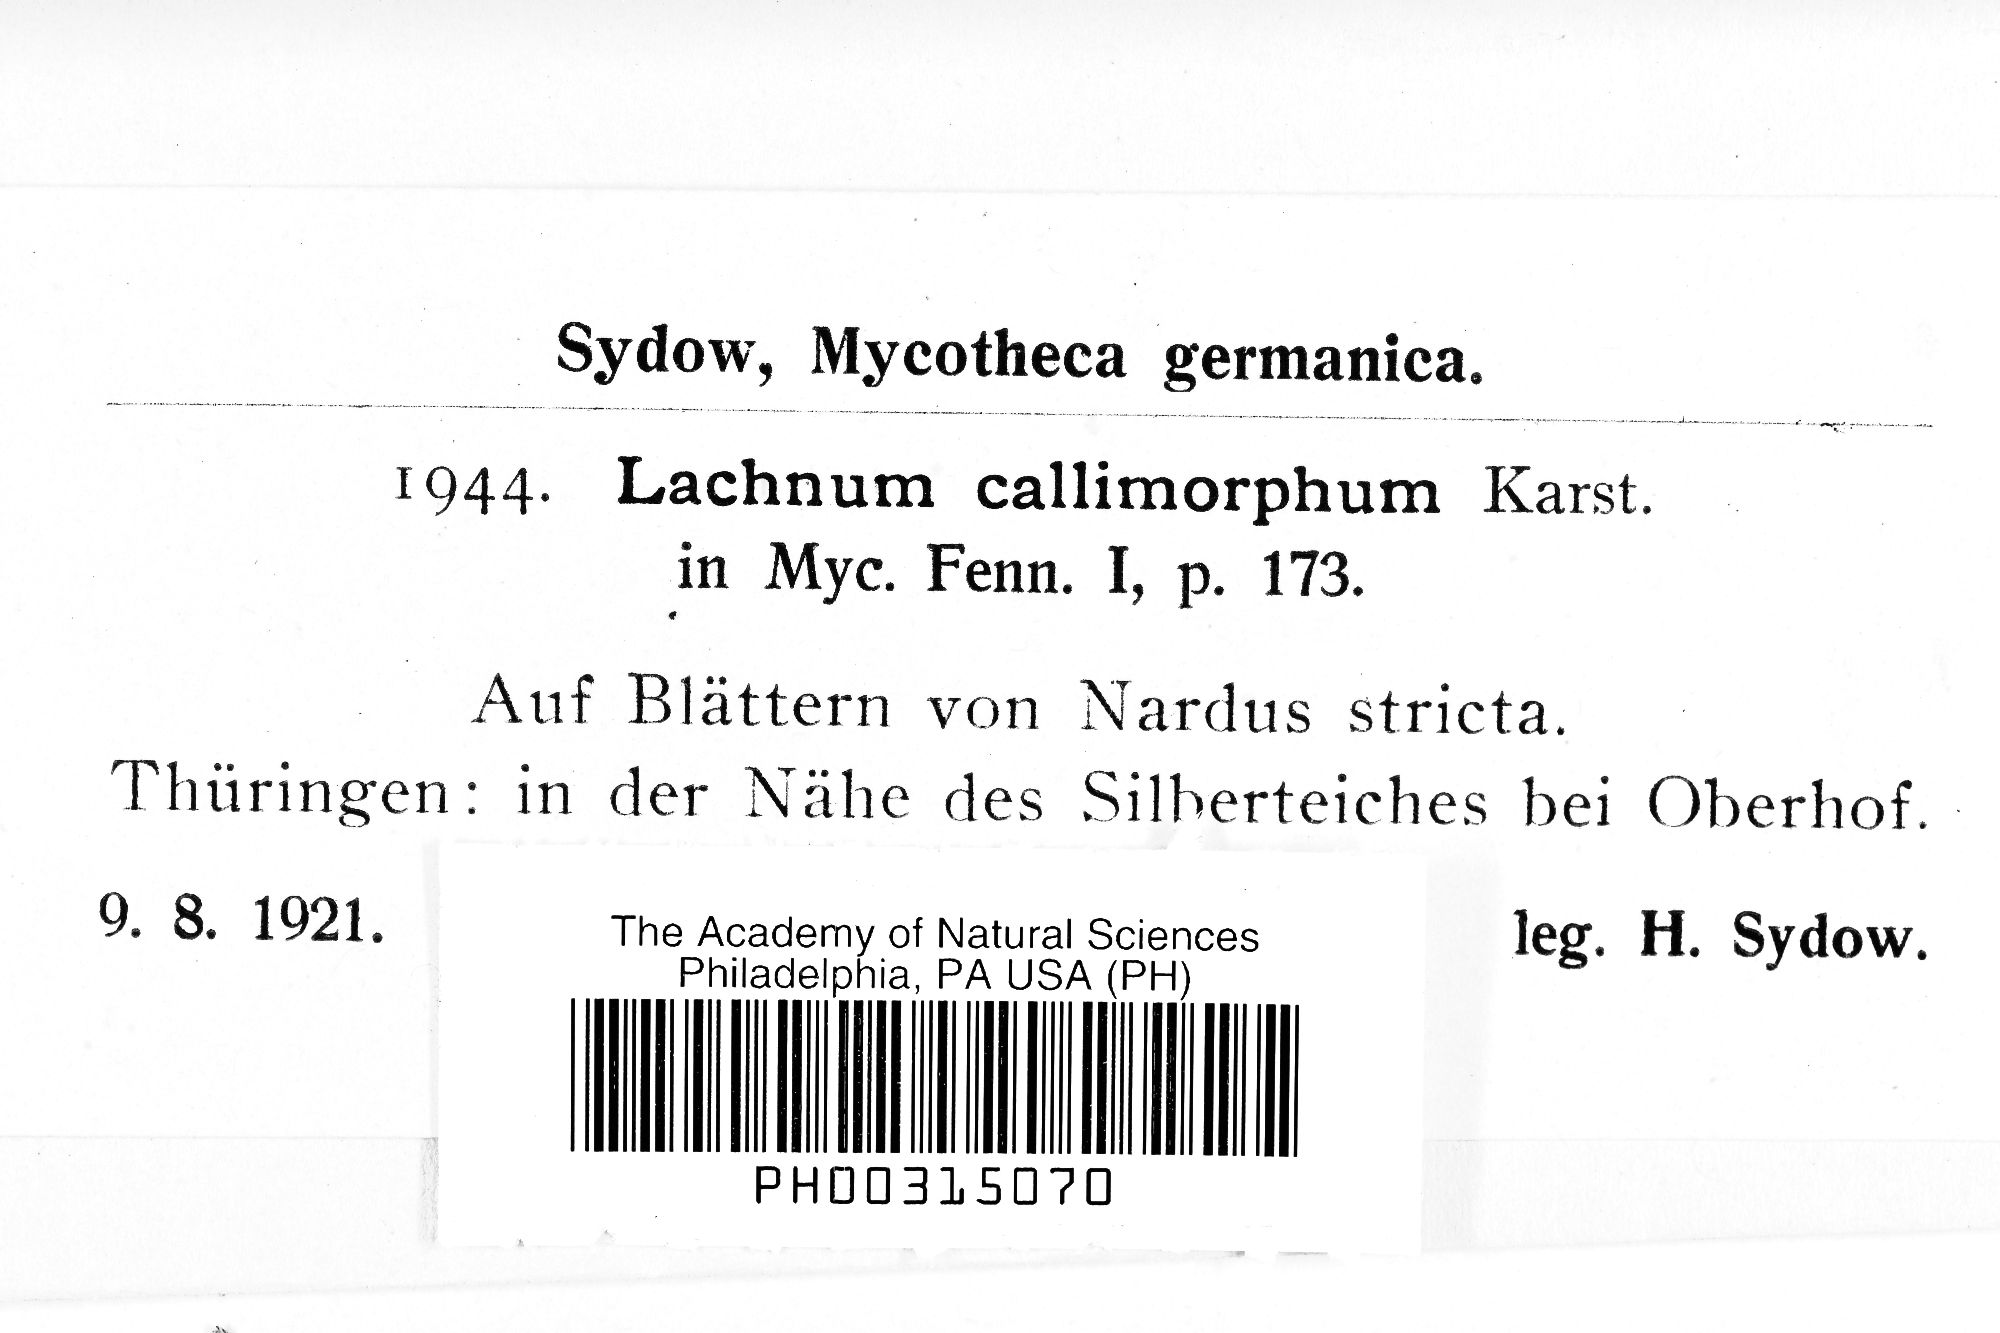 Sydow, Mycotheca germanica.
1944. Lachnum callimorphum Karst.
in Myc. Fenn. I, p. 173.
Auf Blättern von Nardus stricta.
Thüringen: in der Nähe des Silberteiches bei Oberhof.
9. 8. 1921. leg. H. Sydow.
The Academy of Natural Sciences
Philadelphia, PA USA (PH)
PH00315070